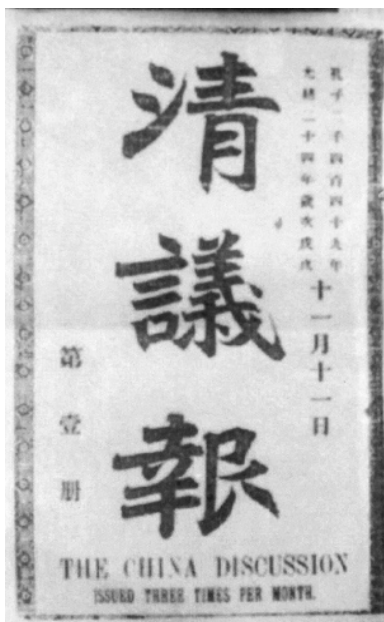 孔子二千四百四十九年
光緒二十四年歲次戊戌
十一月十一日
清議報
第壹册
THE CHINA DISCUSSION
ISSUED THREE TIMES PER MONTH.